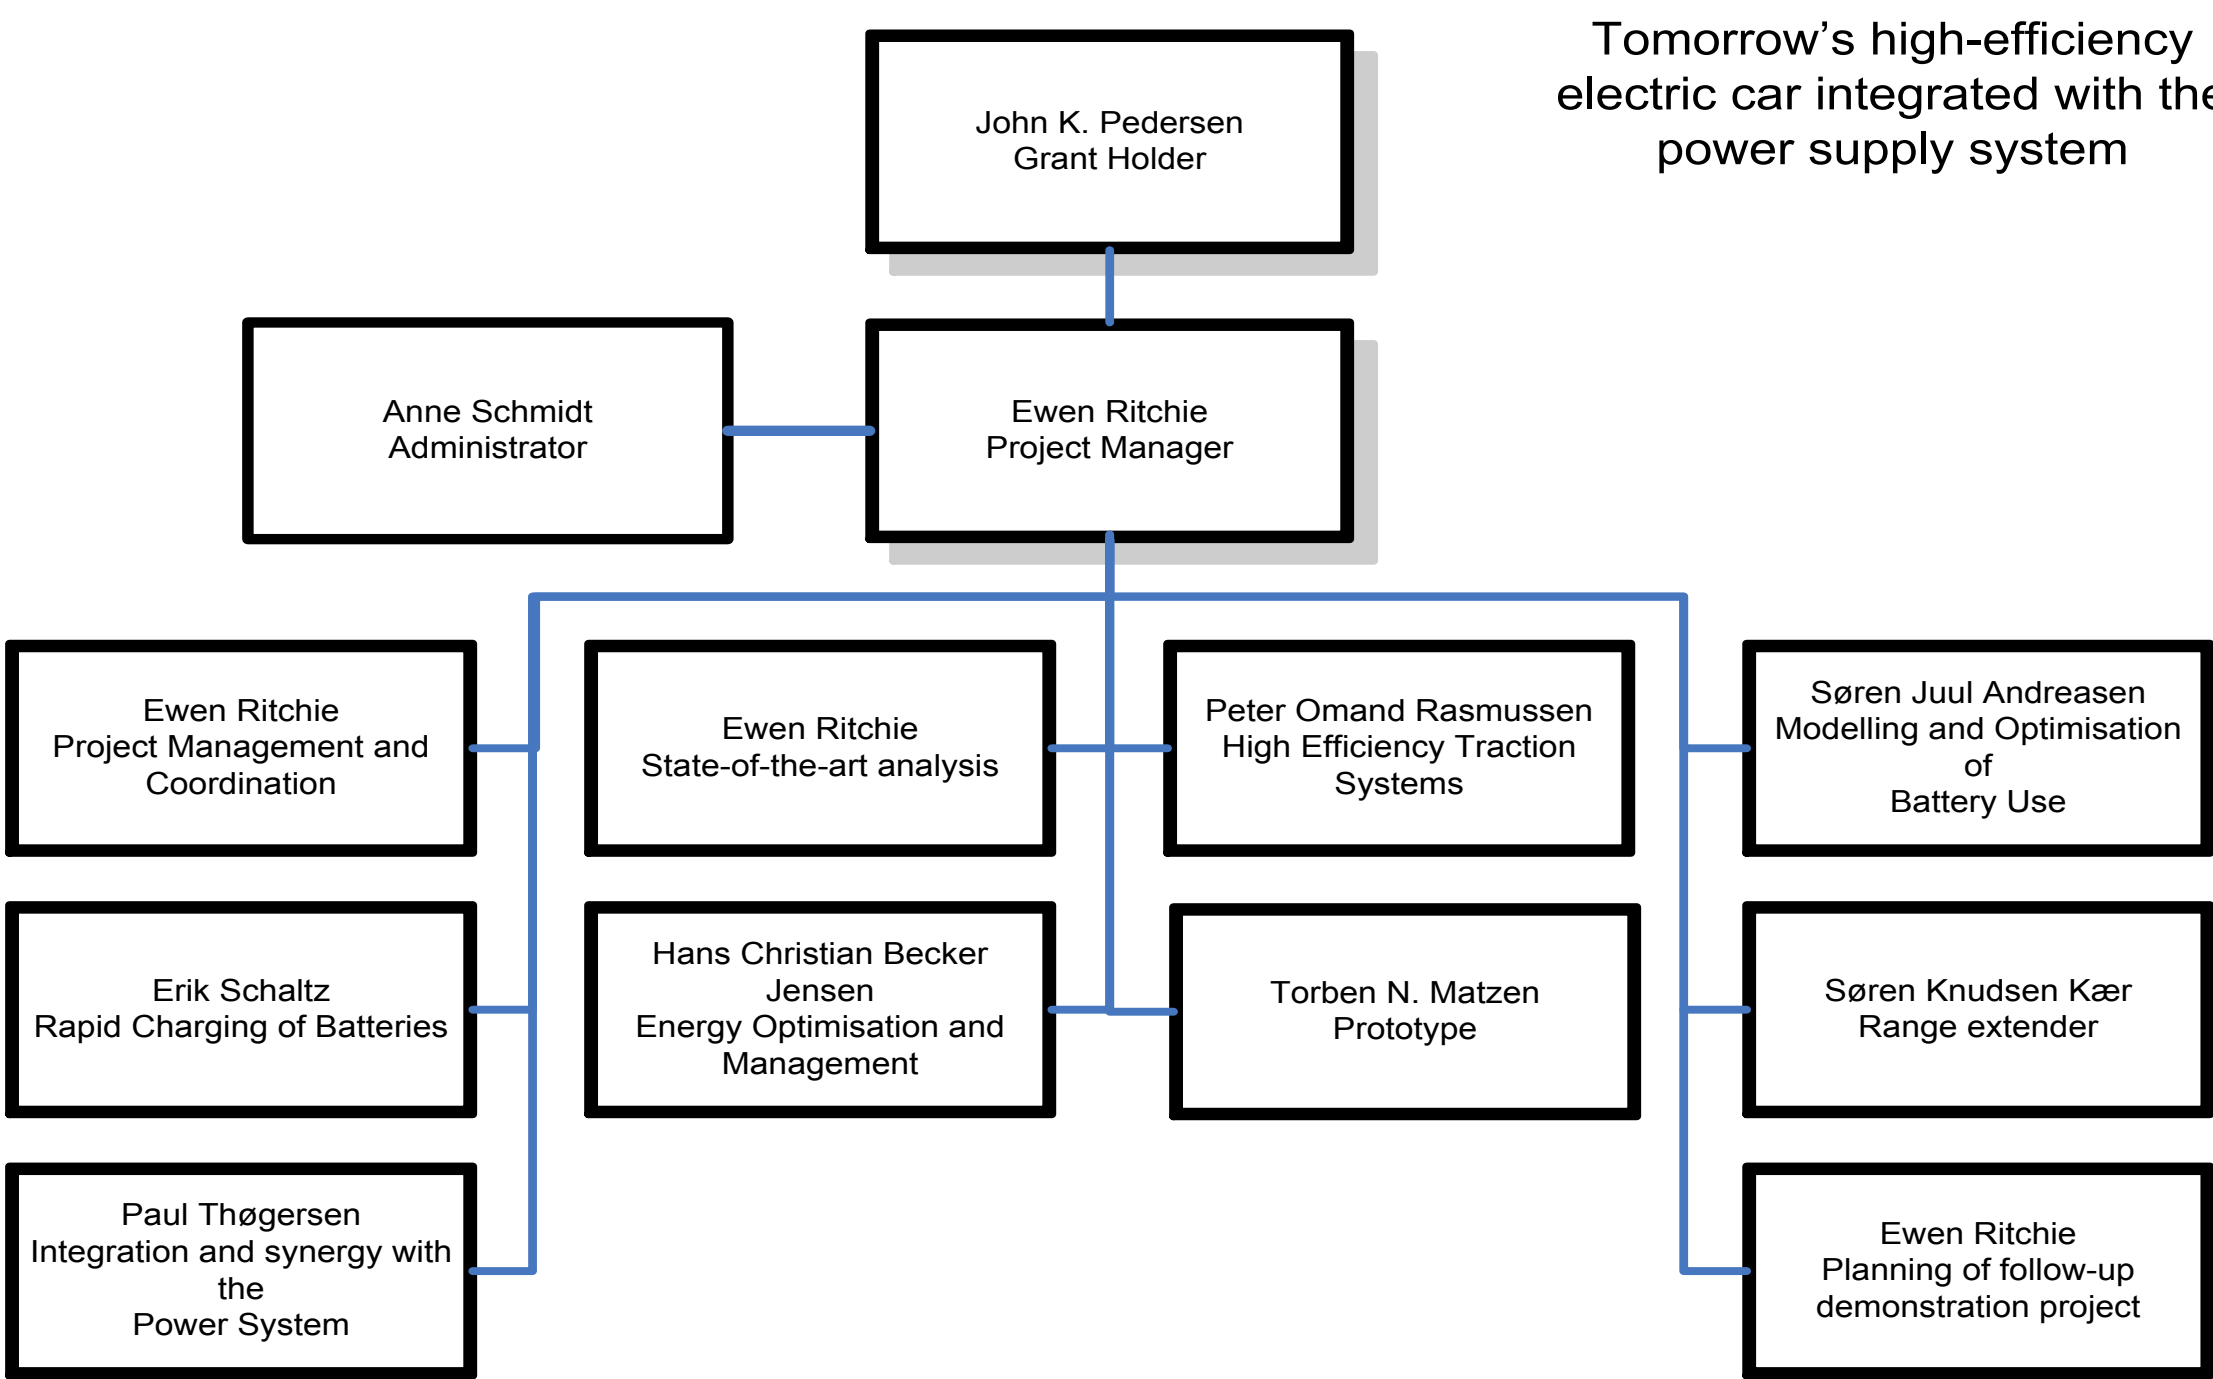 Tomorrow’s high-efficiency
electric car integrated with the
power supply system
John K. Pedersen
Grant Holder
Anne Schmidt
Administrator
Ewen Ritchie
Project Manager
Ewen Ritchie
Project Management and
Coordination
Ewen Ritchie
State-of-the-art analysis
Peter Omand Rasmussen
High Efficiency Traction
Systems
Søren Juul Andreasen
Modelling and Optimisation
of
Battery Use
Erik Schaltz
Rapid Charging of Batteries
Hans Christian Becker
Jensen
Energy Optimisation and
Management
Torben N. Matzen
Prototype
Søren Knudsen Kær
Range extender
Paul Thøgersen
Integration and synergy with
the
Power System
Ewen Ritchie
Planning of follow-up
demonstration project